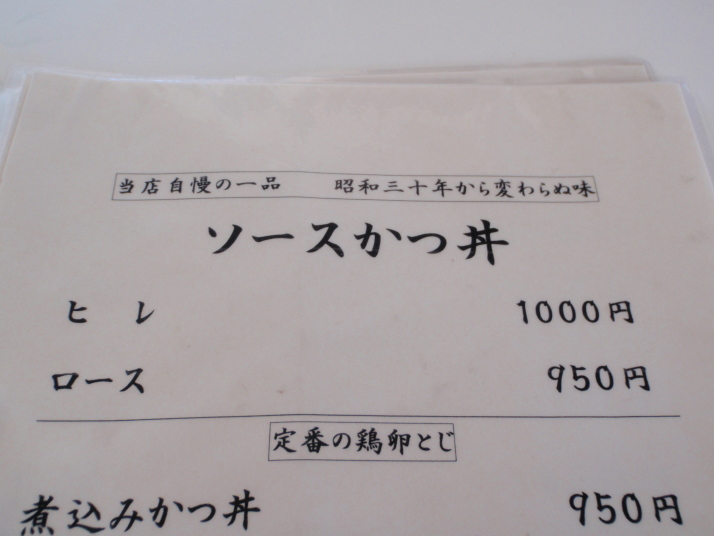 当店自慢の一品　昭和三十年から変わらぬ味
ソースかつ丼
ヒレ 1000円
ロース 950円
定番の鶏卵とじ
煮込みかつ丼 950円